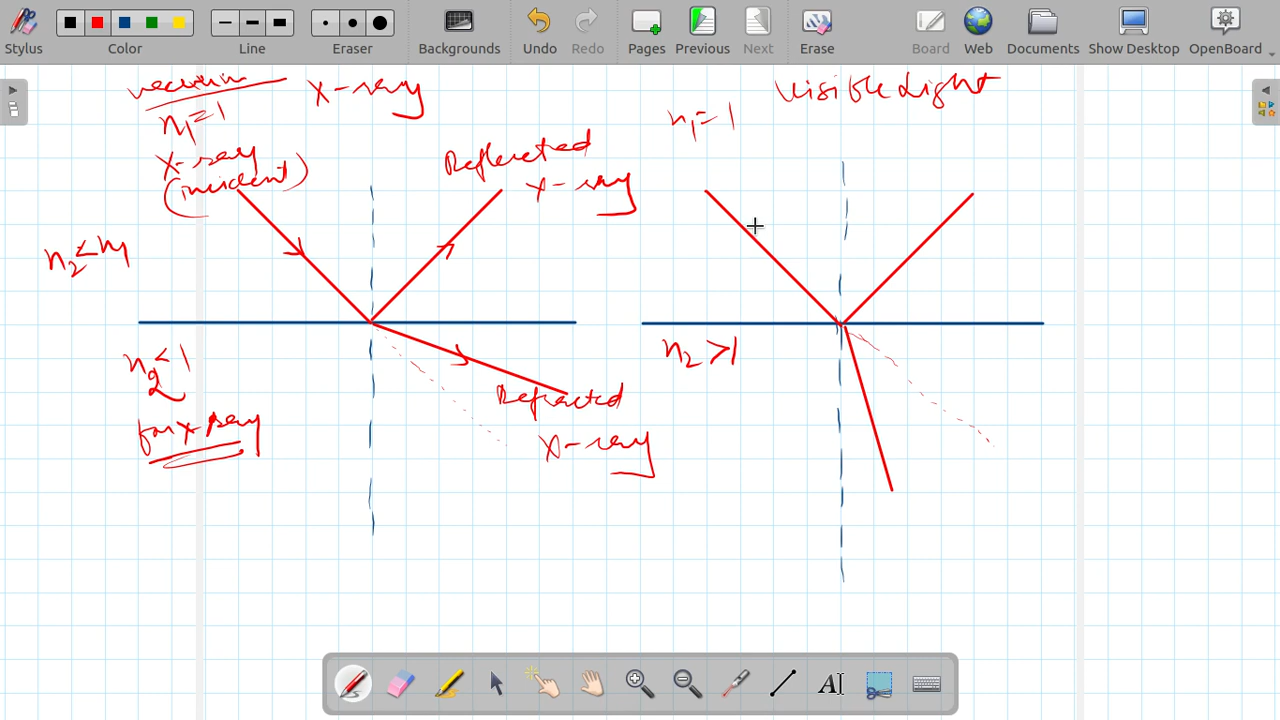 Stylus
Color
Line
Eraser
Backgrounds
Undo
Redo
Pages
Previous
Next
Erase
Board
Web
Documents
Show Desktop
OpenBoard
X-ray
n₁=1
X-ray
(incident)
Reflected
X-ray
n₂<n₁
n₂<1
for X-ray
Refracted
X-ray
Visible Light
n₁=1
n₂>1